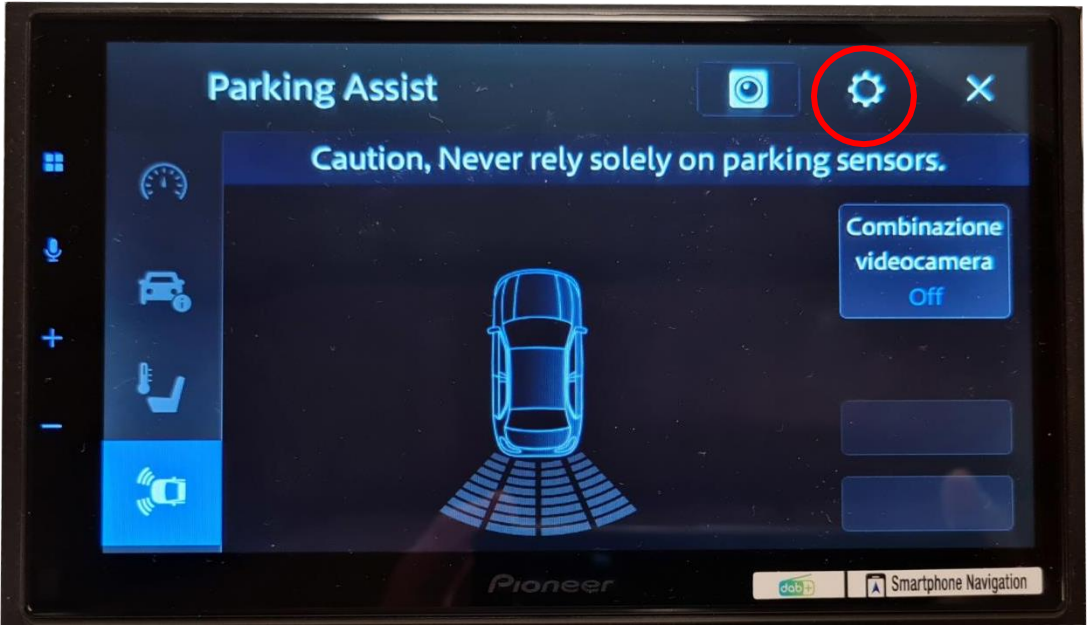 Parking Assist
Caution, Never rely solely on parking sensors.
Combinazione
videocamera
Off
Pioneer
dab+
Smartphone Navigation